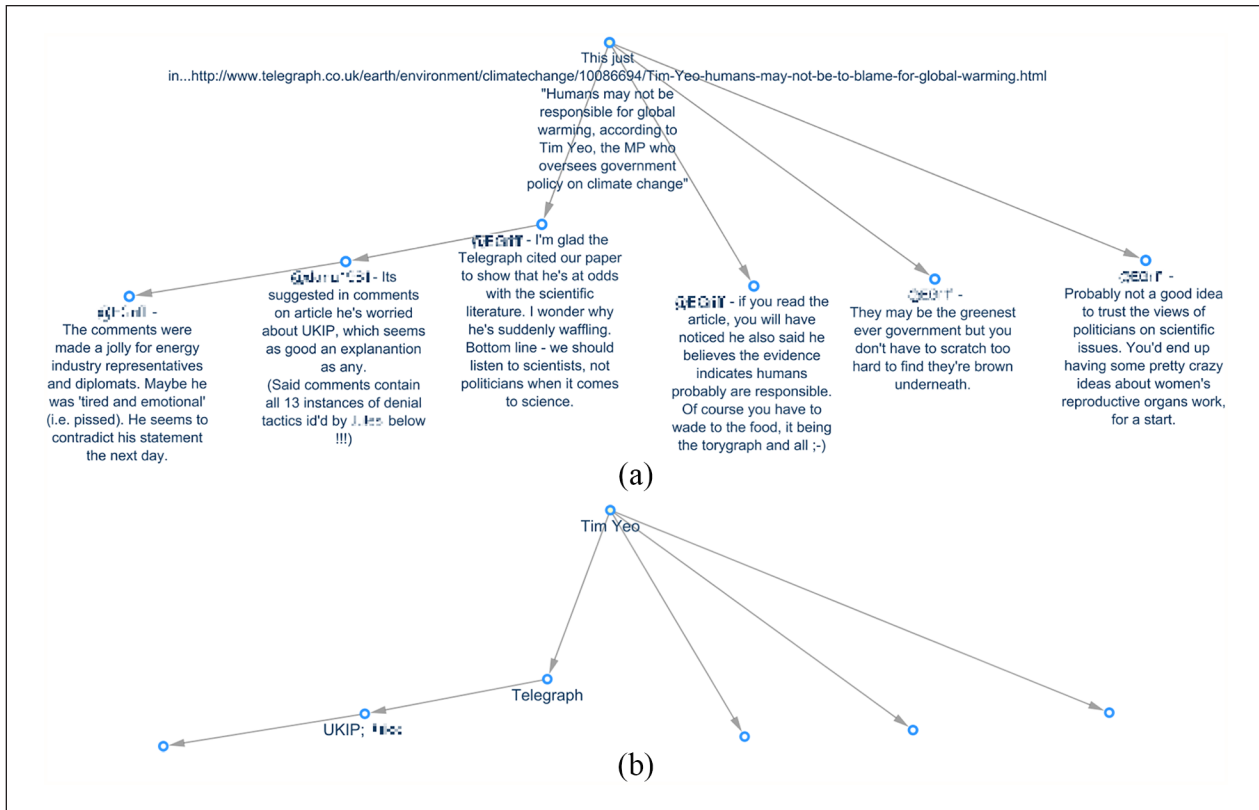 This just
in...http://www.telegraph.co.uk/earth/environment/climatechange/10086694/Tim-Yeo-humans-may-not-be-to-blame-for-global-warming.html
"Humans may not be
responsible for global
warming, according to
Tim Yeo, the MP who
oversees government
policy on climate change"
- I'm glad the
Telegraph cited our paper
to show that he's at odds
with the scientific
literature. I wonder why
he's suddenly waffling.
Bottom line - we should
listen to scientists, not
politicians when it comes
to science.
- Its
suggested in comments
on article he's worried
about UKIP, which seems
as good an explanantion
as any.
(Said comments contain
all 13 instances of denial
tactics id'd by below
!!!)
-
The comments were
made a jolly for energy
industry representatives
and diplomats. Maybe he
was 'tired and emotional'
(i.e. pissed). He seems to
contradict his statement
the next day.
- if you read the
article, you will have
noticed he also said he
believes the evidence
indicates humans
probably are responsible.
Of course you have to
wade to the food, it being
the torygraph and all ;-)
-
They may be the greenest
ever government but you
don't have to scratch too
hard to find they're brown
underneath.
-
Probably not a good idea
to trust the views of
politicians on scientific
issues. You'd end up
having some pretty crazy
ideas about women's
reproductive organs work,
for a start.
(a)
Tim Yeo
Telegraph
UKIP;
(b)